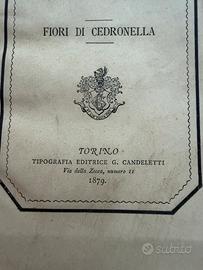 FIORI DI CEDRONELLA
TORINO
TIPOGRAFIA EDITRICE G. CANDELETTI
Via della Zecca, numero 11
1879.
subito